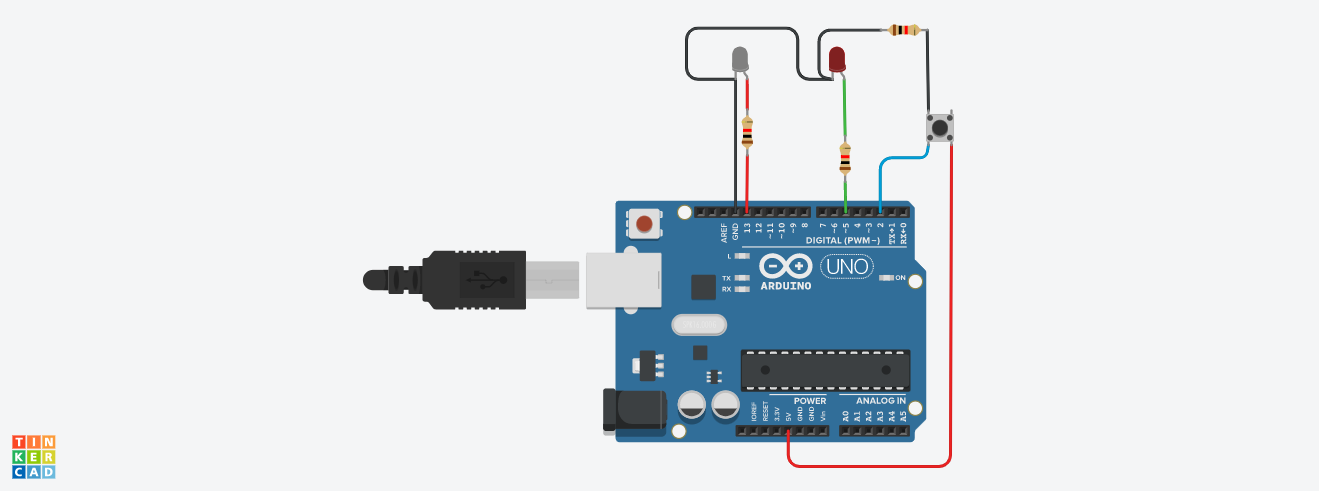 AREF
GND
13
12
~11
~10
~9
8
7
~6
~5
4
~3
2
TX→1
RX←0
DIGITAL (PWM~)
L
TX
RX
UNO
ARDUINO
ON
POWER
ANALOG IN
IOREF
RESET
3.3V
5V
GND
GND
Vin
A0
A1
A2
A3
A4
A5
TIN
KER
CAD